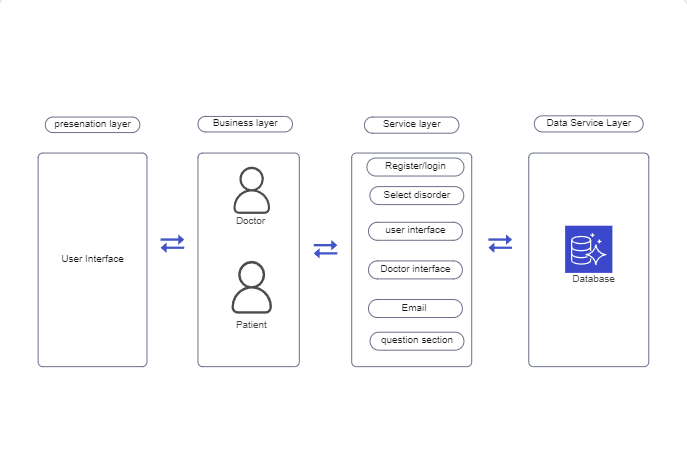 presenation layer
Business layer
Service layer
Data Service Layer
User Interface
Doctor
Patient
Register/login
Select disorder
user interface
Doctor interface
Email
question section
Database